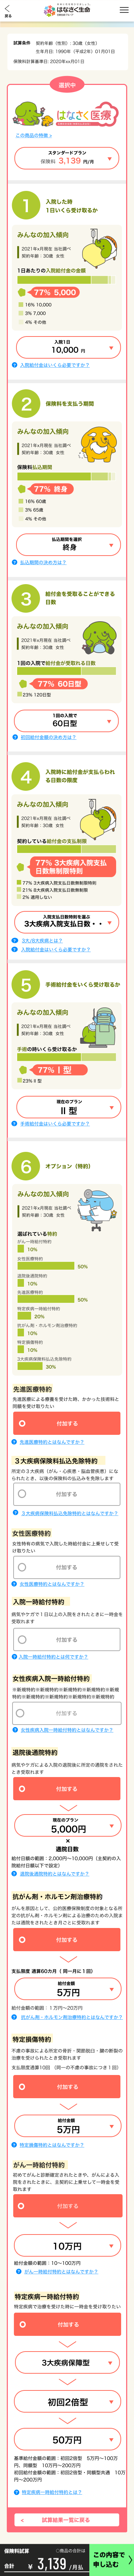 戻る
はなさく生命
試算条件
契約年齢（性別）：30歳（女性）
生年月日：1990年（平成2年）01月01日
保険料計算基準日：2020年xx月01日
選択中
はなさく医療
この商品の特徴 >
スタンダードプラン
保険料 3,139 円/月
1
入院した時
1日いくら受け取るか
みんなの加入傾向
2021年x月現在 当社調べ
契約年齢：30歳 女性
1日あたりの入院給付金の金額
77% 5,000
16% 10,000
3% 7,000
4% その他
入院1日
10,000 円
入院給付金はいくら必要ですか？
2
保険料を支払う期間
みんなの加入傾向
2021年x月現在 当社調べ
契約年齢：30歳 女性
保険料払込期間
77% 終身
16% 60歳
3% 65歳
4% その他
払込期間を選択
終身
払込期間の決め方は？
3
給付金を受取ることができる
日数
みんなの加入傾向
2021年x月現在 当社調べ
契約年齢：30歳 女性
1回の入院で給付金が受取れる日数
77% 60日型
23% 120日型
1回の入院で
60日型
初回給付金額の決め方は？
4
入院時に給付金が支払らわれ
る日数の限度
みんなの加入傾向
2021年x月現在 当社調べ
契約年齢：30歳 女性
契約している給付金の支払制限
77% 3大疾病入院支払
日数無制限特則
77% 3大疾病入院支払日数無制限特則
21% 8大疾病入院支払日数無制限
2% 適用しない
入院支払日数特則を選ぶ
3大疾病入院支払日数・・
3大/8大疾病とは？
入院給付金はいくら必要ですか？
5
手術給付金をいくら受け取るか
みんなの加入傾向
2021年x月現在 当社調べ
契約年齢：30歳 女性
手術の時いくら受け取るか
77% Ⅰ型
23% Ⅱ型
現在のプラン
Ⅱ 型
手術給付金はいくら必要ですか？
6
オプション（特約）
みんなの加入傾向
2021年x月現在 当社調べ
契約年齢：30歳 女性
選ばれている特約
がん一時給付特約
10%
女性医療特約
50%
退院後通院特約
10%
先進医療特約
50%
特定疾病一時給付特約
20%
抗がん剤・ホルモン剤治療特約
10%
特定損傷特約
10%
3大疾病保険料払込免除特約
30%
先進医療特約
先進医療による療養を受けた時、かかった技術料と
同額を受け取りたい
付加する
先進医療特約とはなんですか？
３大疾病保険料払込免除特約
所定の３大疾病（がん・心疾患・脳血管疾患）になら
れたとき、以後の保険料の払込みを免除します
付加する
３大疾病保険料払込免除特約とはなんですか？
女性医療特約
女性特有の病気で入院した時給付金に上乗せして受
け取りたい
付加する
女性医療特約とはなんですか？
入院一時給付特約
病気やケガで１日以上の入院をされたときに一時金を
受取れます
付加する
入院一時給付特約とは何ですか？
女性疾病入院一時給付特約
※新規特約※新規特約※新規特約※新規特約※新規
特約※新規特約※新規特約※新規特約※新規特約
付加する
女性疾病入院一時給付特約とはなんですか？
退院後通院特約
病気やケガによる入院の退院後に所定の通院をされたと
き受取れます
付加する
現在のプラン
5,000円
×
通院日数
給付日額の範囲：2,000円〜10,000円（主契約の入
院給付日額以下で設定）
退院後通院特約とはなんですか？
抗がん剤・ホルモン剤治療特約
がんを原因として、公的医療保険制度の対象となる所
定の抗がん剤・ホルモン剤による治療のための入院ま
たは通院をされたとき月ごとに受取れます
付加する
支払限度 通算60カ月（同一月に１回）
給付金額
5万円
給付金額の範囲：１万円〜20万円
抗がん剤・ホルモン剤治療特約とはなんですか？
特定損傷特約
不慮の事故による所定の骨折・関節脱臼・腱の断裂の
治療を受けられたとき受取れます
支払限度通算10回（同一の不慮の事故につき１回）
付加する
給付金額
5万円
特定損傷特約とはなんですか？
がん一時給付特約
初めてがんと診断確定されたときや、がんによる入
院をされたときに、主契約に上乗せして一時金を受
取れます
付加する
10万円
給付金額の範囲：10〜100万円
がん一時給付特約とはなんですか？
特定疾病一時給付特約
特定疾病で治療を受けた時に一時金を受け取りたい
付加する
3大疾病保障型
初回2倍型
50万円
基準給付金額の範囲：初回2倍型 5万円〜100万
円、同額型 10万円〜200万円
初回給付金額の範囲：初回2倍型・同額型共通 10万
円〜200万円
特定疾病一時給付特約とは？
< 試算結果一覧に戻る
保険料試算
合計 ￥ 3,139 /月払
この内容で
申し込む